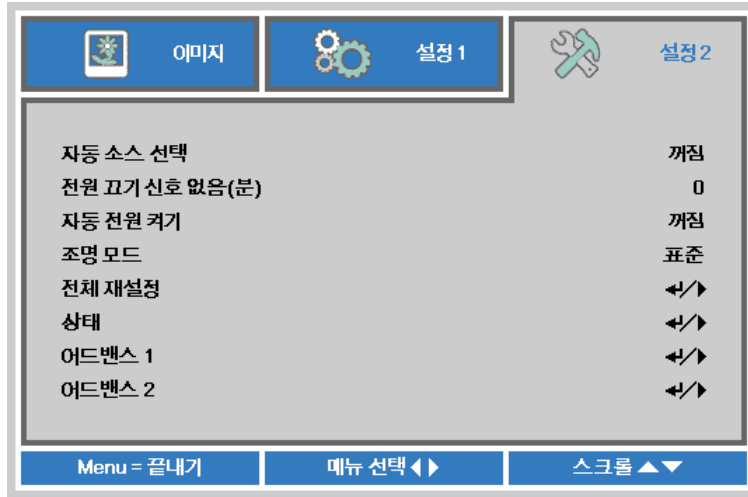 이미지 설정 1 설정 2
자동 소스 선택 꺼짐
전원 끄기 신호 없음(분) 0
자동 전원 켜기 꺼짐
조명 모드 표준
전체 재설정 ↵/▶
상태 ↵/▶
어드밴스 1 ↵/▶
어드밴스 2 ↵/▶
Menu = 끝내기 메뉴 선택 ◀ ▶ 스크롤 ▲▼